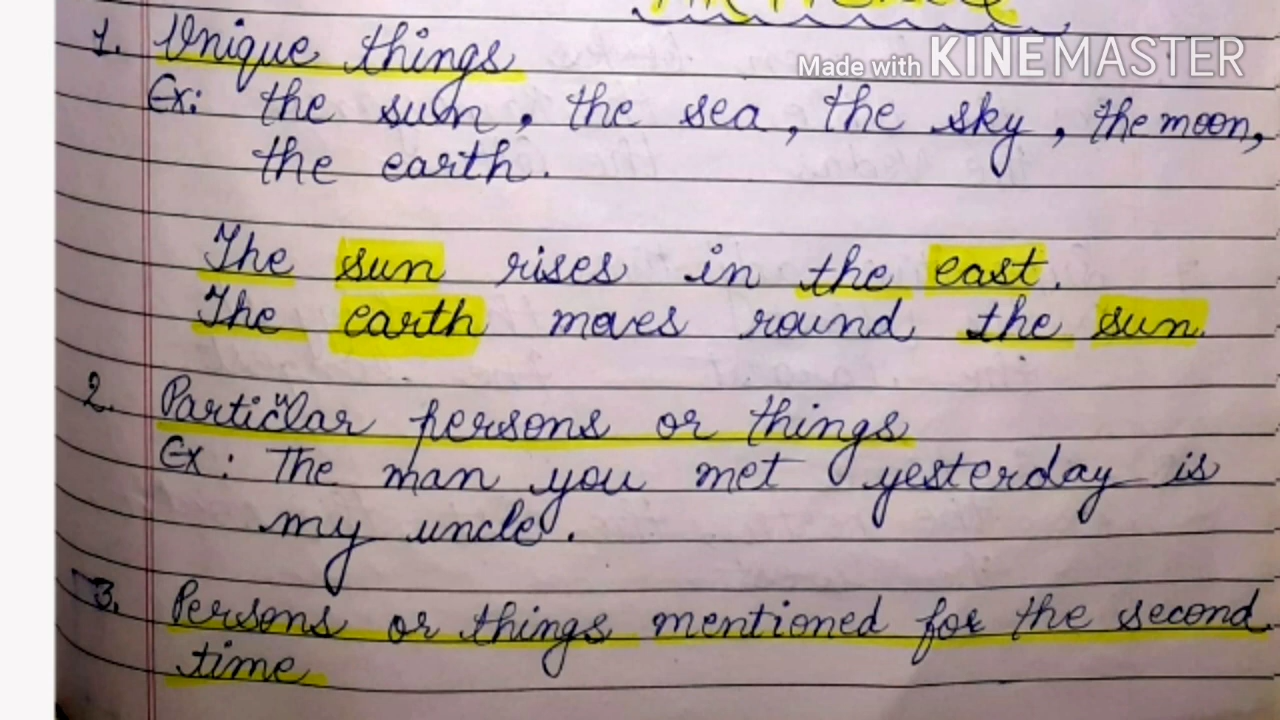 Made with KINEMASTER
1. Unique things
Ex: the sun, the sea, the sky, the moon,
the earth.
The sun rises in the east.
The earth moves round the sun.
2. Particular persons or things
Ex: The man you met yesterday is
my uncle.
3. Persons or things mentioned for the second
time